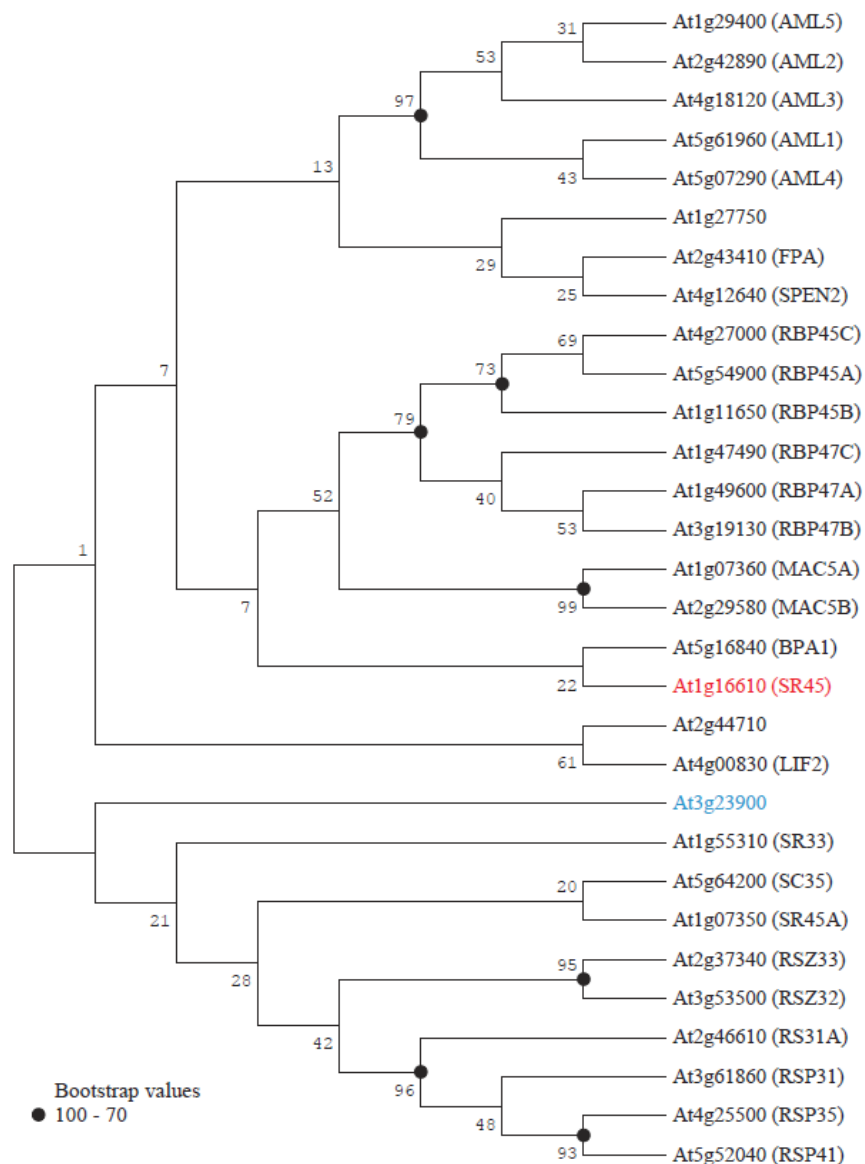 31
At1g29400 (AML5)
53
At2g42890 (AML2)
97
At4g18120 (AML3)
At5g61960 (AML1)
13
43
At5g07290 (AML4)
At1g27750
29
At2g43410 (FPA)
25
At4g12640 (SPEN2)
69
At4g27000 (RBP45C)
7
73
At5g54900 (RBP45A)
79
At1g11650 (RBP45B)
At1g47490 (RBP47C)
52
40
At1g49600 (RBP47A)
53
At3g19130 (RBP47B)
1
At1g07360 (MAC5A)
7
99
At2g29580 (MAC5B)
At5g16840 (BPA1)
22
At1g16610 (SR45)
At2g44710
61
At4g00830 (LIF2)
At3g23900
At1g55310 (SR33)
21
20
At5g64200 (SC35)
At1g07350 (SR45A)
28
95
At2g37340 (RSZ33)
At3g53500 (RSZ32)
42
At2g46610 (RS31A)
96
At3g61860 (RSP31)
48
At4g25500 (RSP35)
93
At5g52040 (RSP41)
Bootstrap values
100 - 70